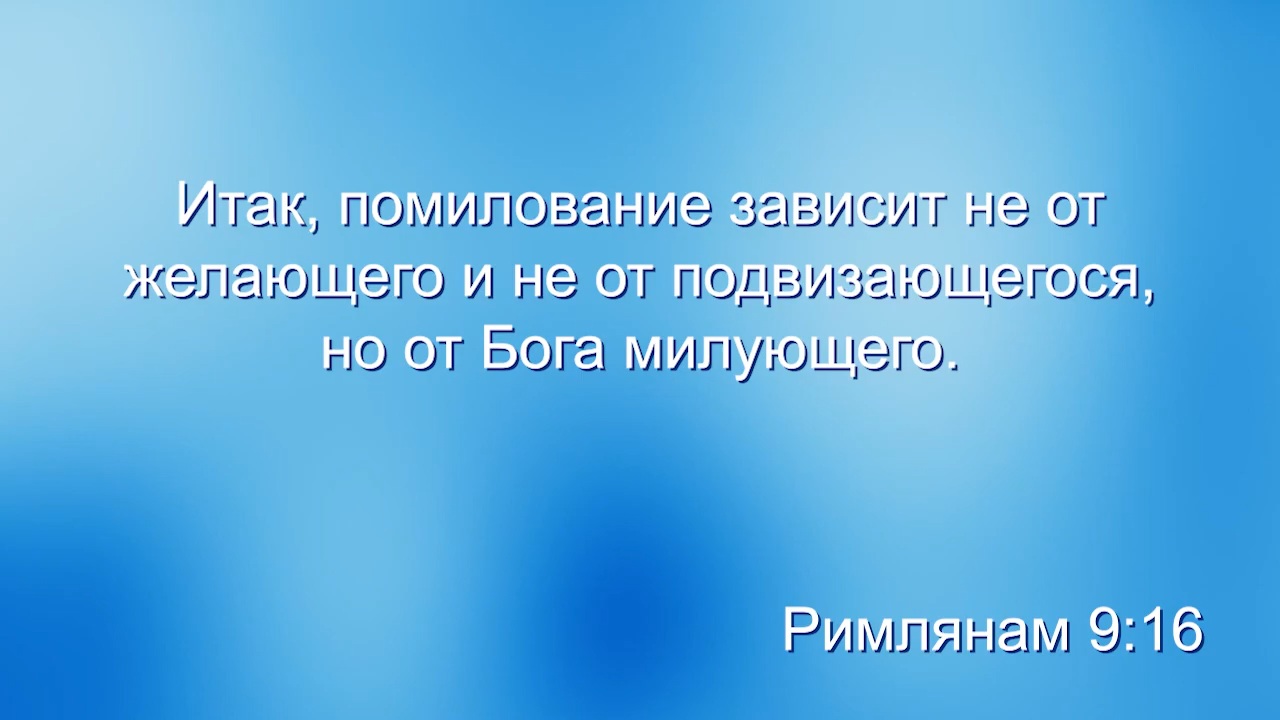 Итак, помилование зависит не от
желающего и не от подвизающегося,
но от Бога милующего.
Римлянам 9:16